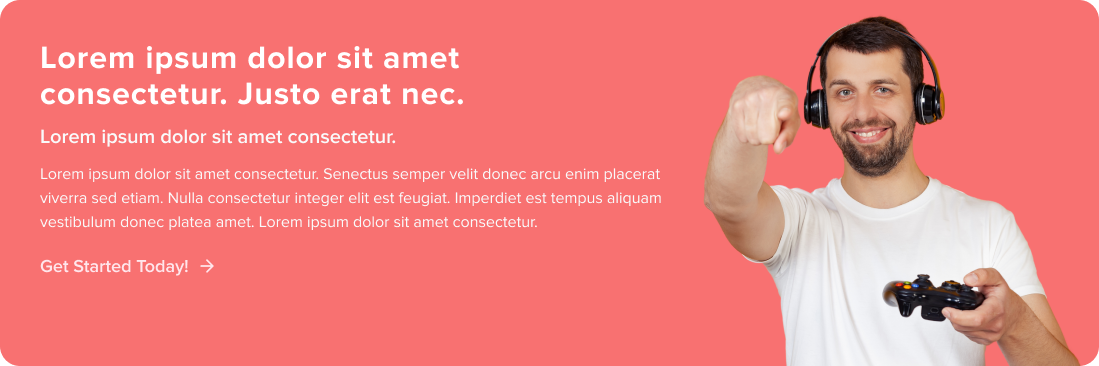 Lorem ipsum dolor sit amet
consectetur. Justo erat nec.
Lorem ipsum dolor sit amet consectetur.
Lorem ipsum dolor sit amet consectetur. Senectus semper velit donec arcu enim placerat
viverra sed etiam. Nulla consectetur integer elit est feugiat. Imperdiet est tempus aliquam
vestibulum donec platea amet. Lorem ipsum dolor sit amet consectetur.
Get Started Today! →